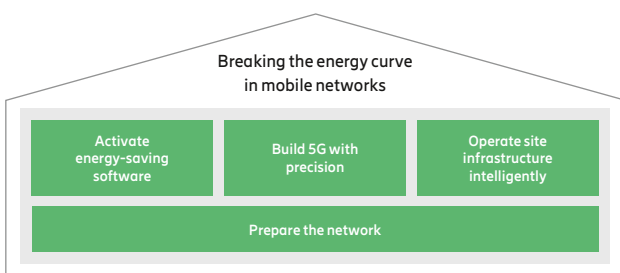 Breaking the energy curve
in mobile networks
Activate
energy-saving
software
Build 5G with
precision
Operate site
infrastructure
intelligently
Prepare the network